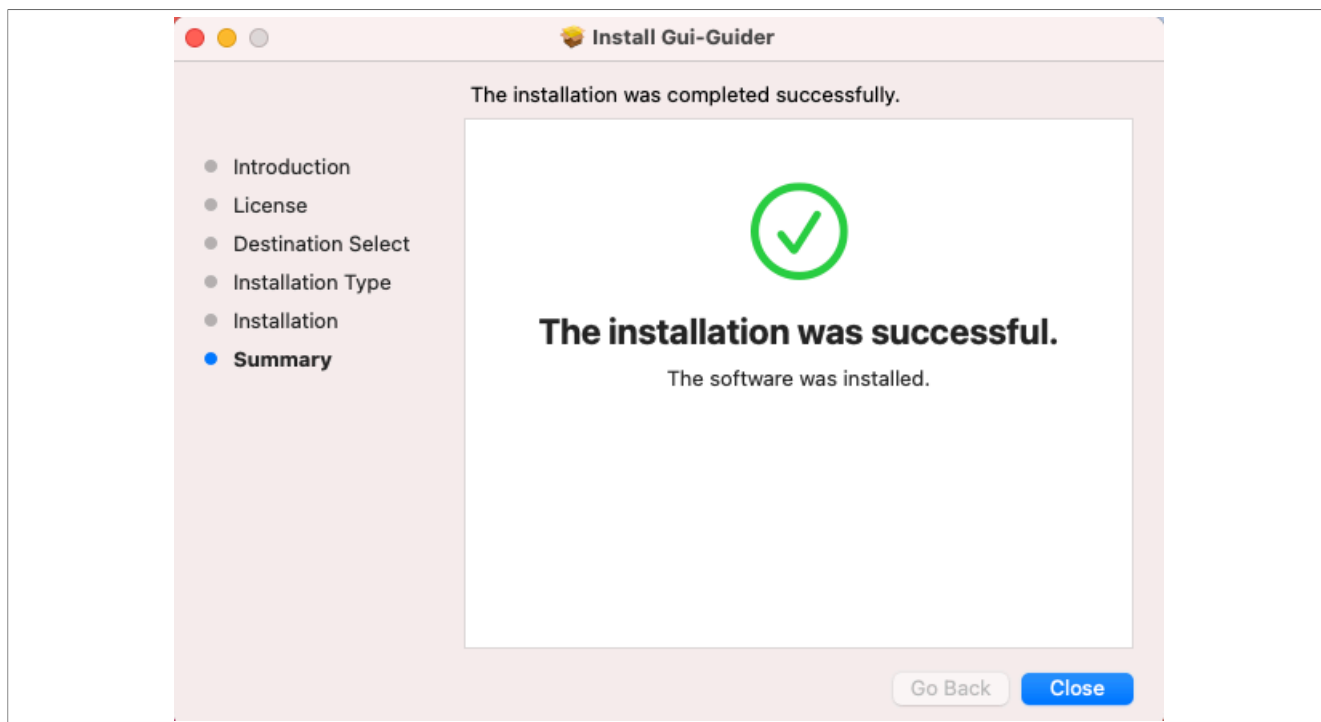 Install Gui-Guider
The installation was completed successfully.
Introduction
License
Destination Select
Installation Type
Installation
Summary
The installation was successful.
The software was installed.
Go Back
Close